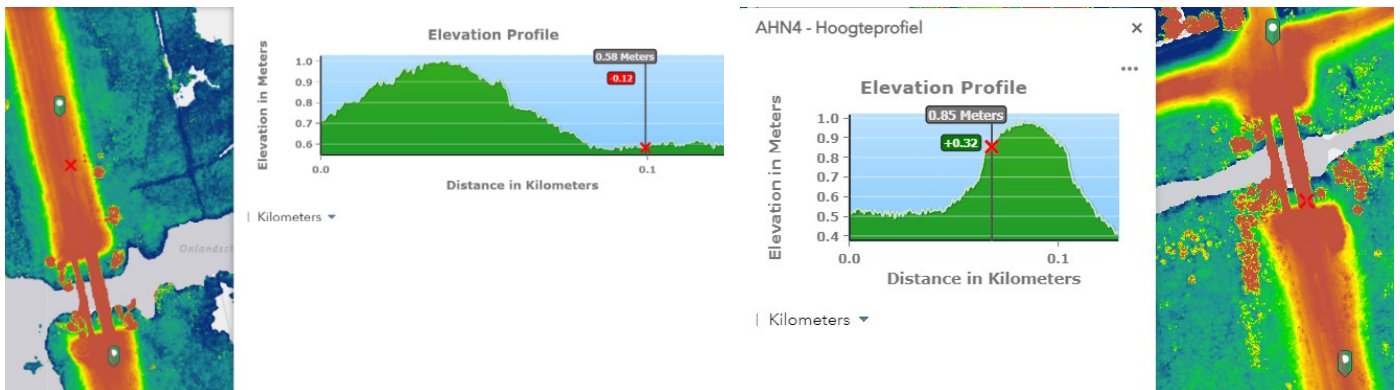 Onlandsch
Elevation Profile
0.58 Meters
-0.12
Elevation in Meters
1.0
0.9
0.8
0.7
0.6
0.0
0.1
Distance in Kilometers
| Kilometers
AHN4 - Hoogteprofiel
×
•••
Elevation Profile
0.85 Meters
+0.32
Elevation in Meters
1.0
0.9
0.8
0.7
0.6
0.5
0.4
0.0
0.1
Distance in Kilometers
| Kilometers